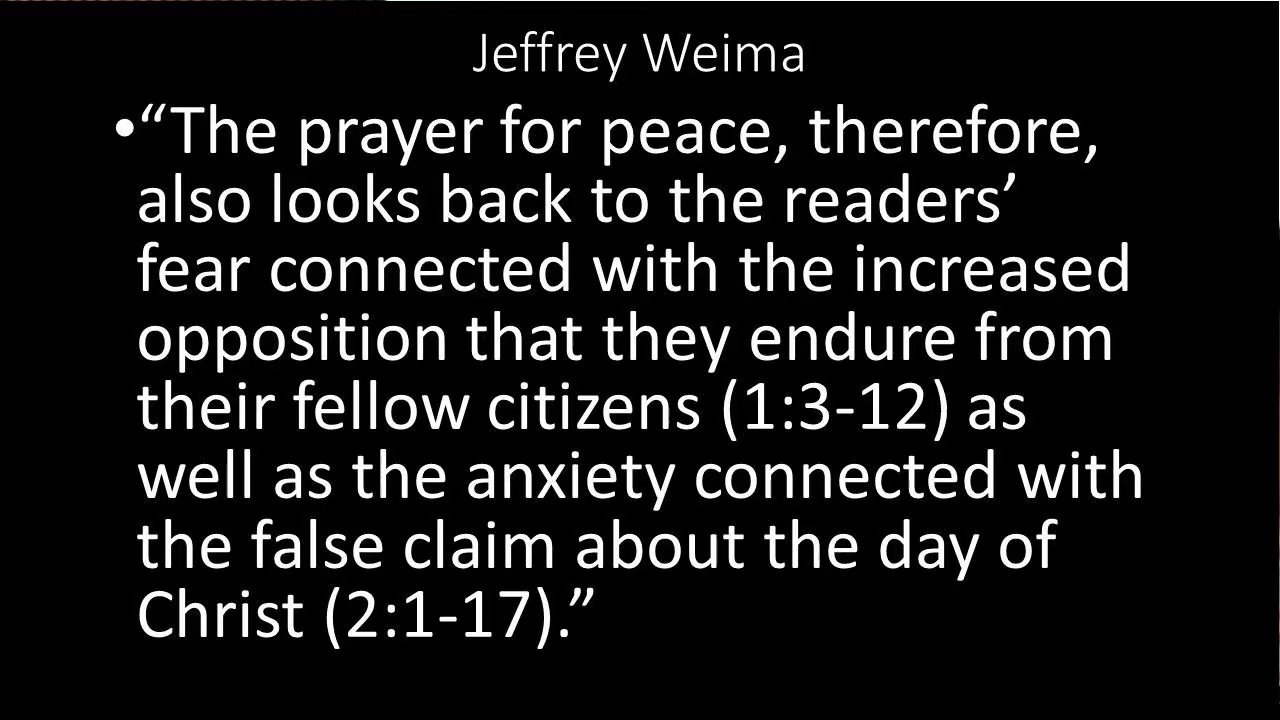 Jeffrey Weima
•“The prayer for peace, therefore,
also looks back to the readers’
fear connected with the increased
opposition that they endure from
their fellow citizens (1:3-12) as
well as the anxiety connected with
the false claim about the day of
Christ (2:1-17).”